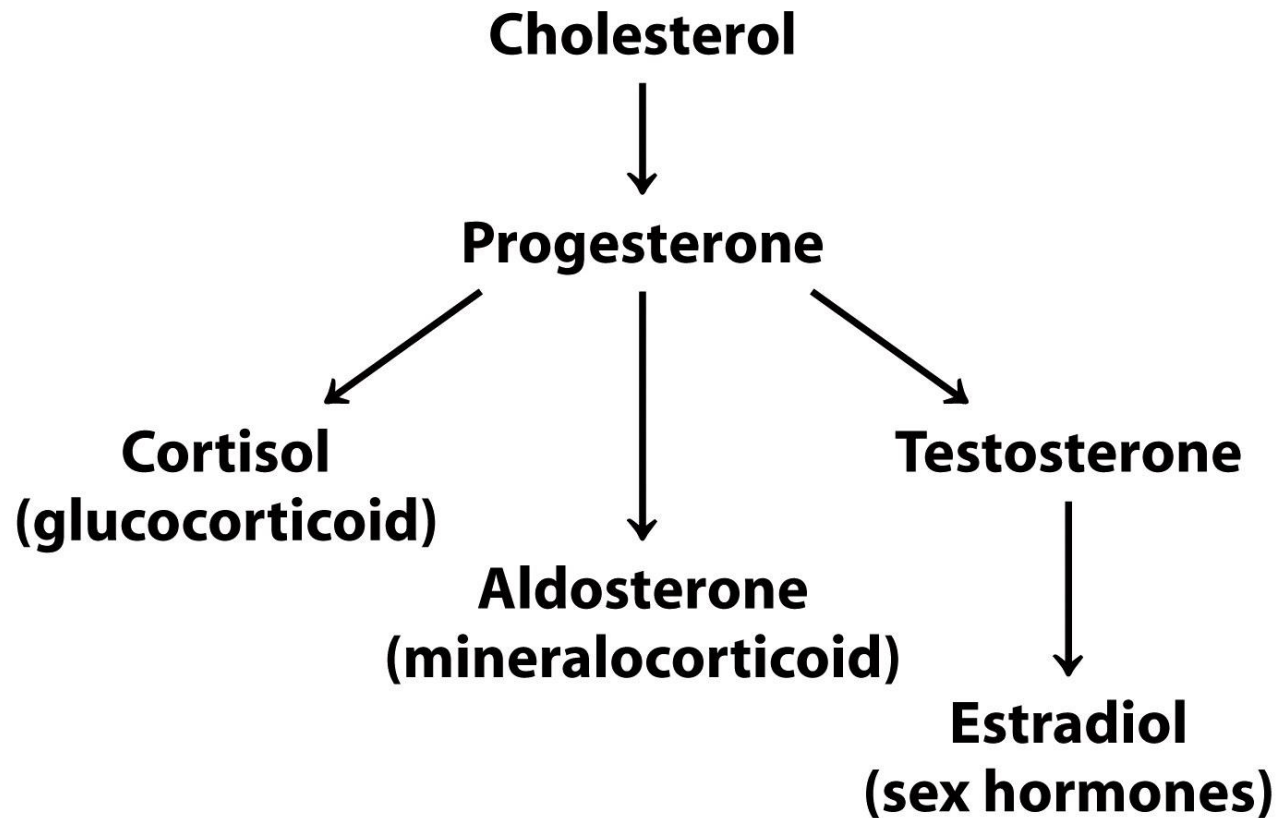 Cholesterol
Progesterone
Cortisol
(glucocorticoid)
Testosterone
Aldosterone
(mineralocorticoid)
Estradiol
(sex hormones)